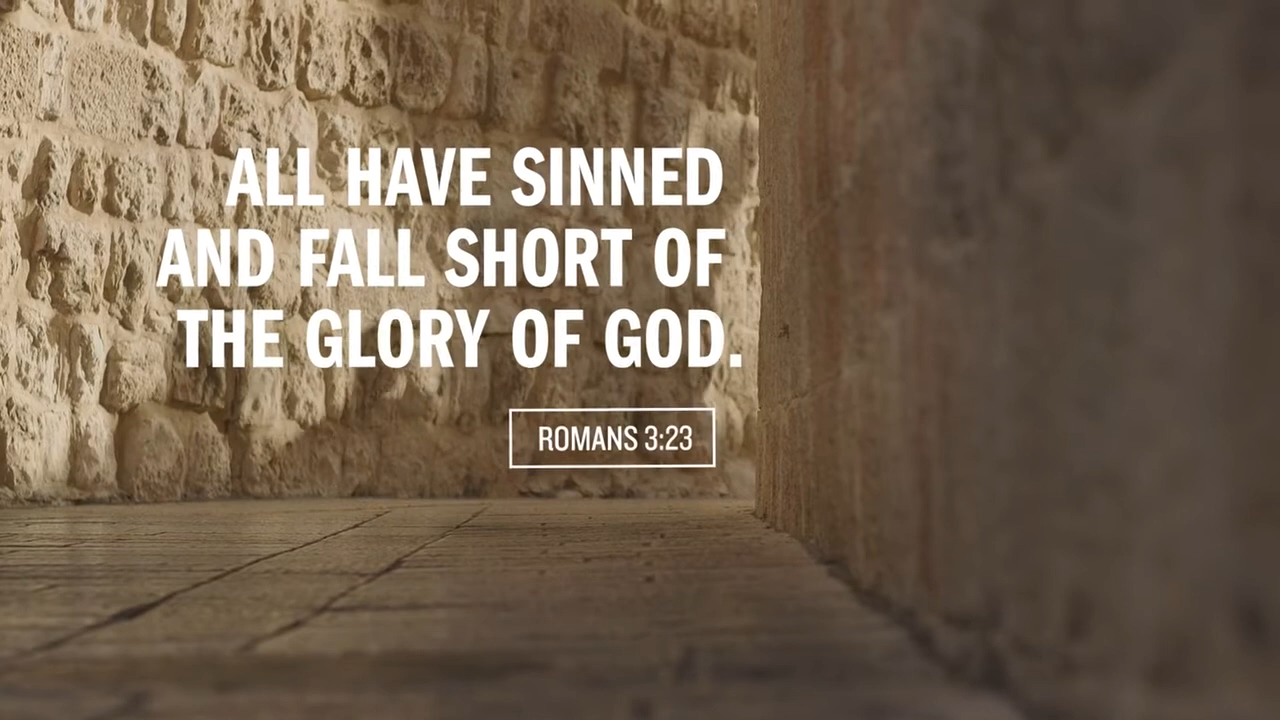 ALL HAVE SINNED
AND FALL SHORT OF
THE GLORY OF GOD.
ROMANS 3:23